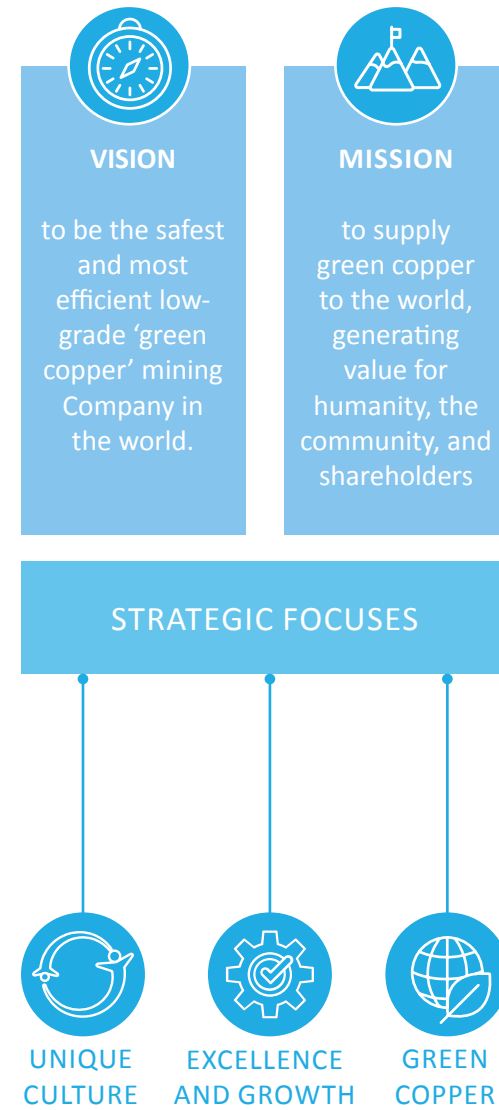 VISION
to be the safest
and most
efficient low-
grade ‘green
copper’ mining
Company in
the world.
MISSION
to supply
green copper
to the world,
generating
value for
humanity, the
community, and
shareholders
STRATEGIC FOCUSES
UNIQUE
CULTURE
EXCELLENCE
AND GROWTH
GREEN
COPPER